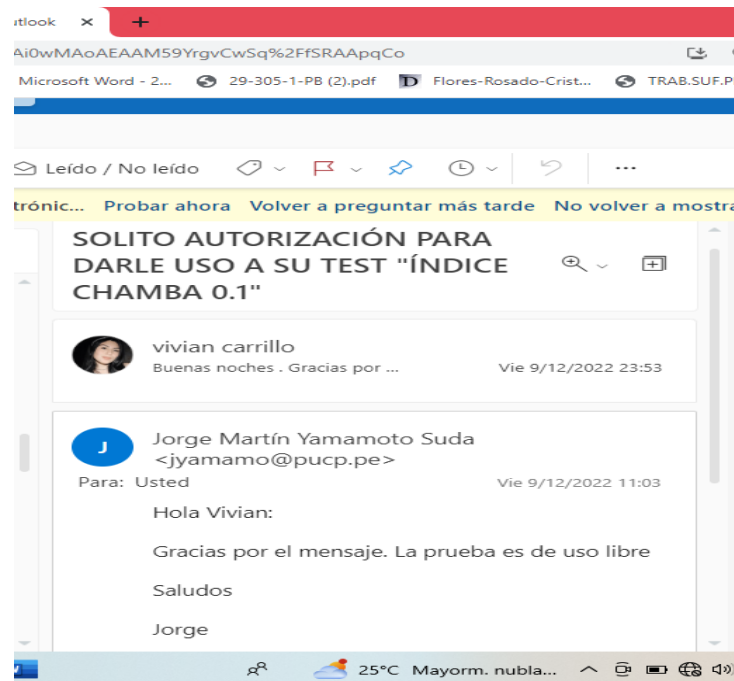 utlook × +
Ai0wMAoAEAAM59YrgvCwSq%2FfSRAApqCo
Microsoft Word - 2... 29-305-1-PB (2).pdf Flores-Rosado-Crist... TRAB.SUF.P
Leído / No leído ...
trónic... Probar ahora Volver a preguntar más tarde No volver a mostra
SOLITO AUTORIZACIÓN PARA
DARLE USO A SU TEST "ÍNDICE
CHAMBA 0.1"
vivian carrillo
Buenas noches . Gracias por ... Vie 9/12/2022 23:53
J
Jorge Martín Yamamoto Suda
<jyamamo@pucp.pe>
Para: Usted Vie 9/12/2022 11:03
Hola Vivian:
Gracias por el mensaje. La prueba es de uso libre
Saludos
Jorge
25°C Mayorm. nubla...